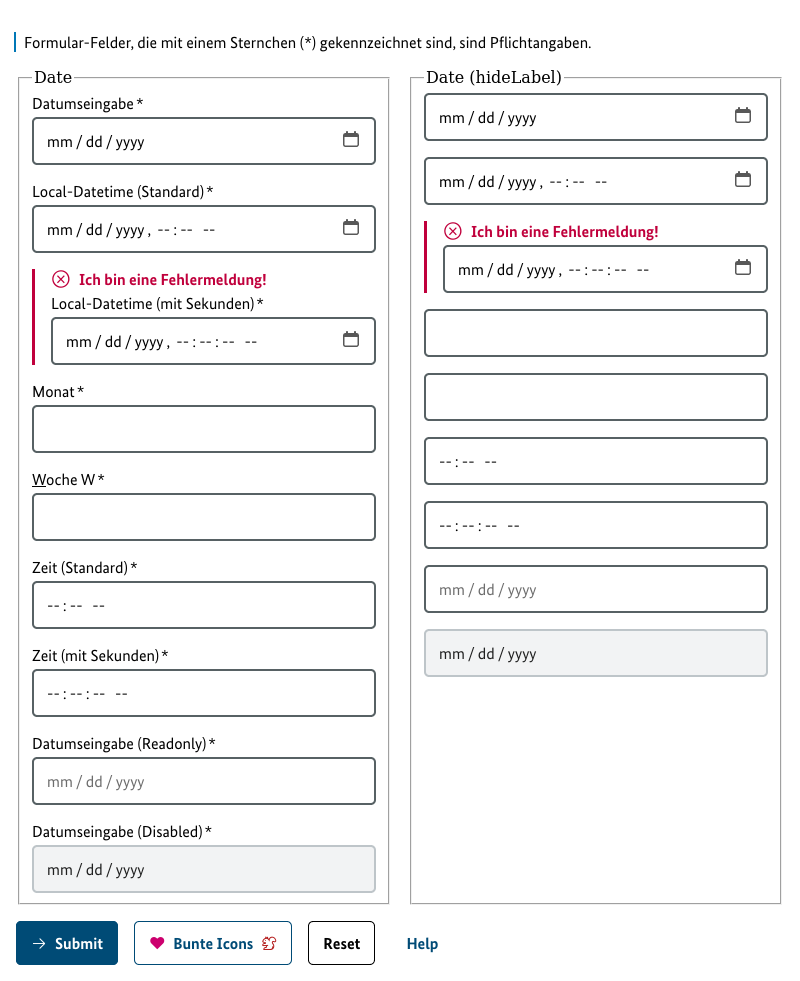 Formular-Felder, die mit einem Sternchen (*) gekennzeichnet sind, sind Pflichtangaben.
Date
Datumseingabe *
mm / dd / yyyy
Local-Datetime (Standard) *
mm / dd / yyyy , -- : -- --
Ich bin eine Fehlermeldung!
Local-Datetime (mit Sekunden) *
mm / dd / yyyy , -- : -- : -- --
Monat *
Woche W *
Zeit (Standard) *
-- : -- --
Zeit (mit Sekunden) *
-- : -- : -- --
Datumseingabe (Readonly) *
mm / dd / yyyy
Datumseingabe (Disabled) *
mm / dd / yyyy
Date (hideLabel)
mm / dd / yyyy
mm / dd / yyyy , -- : -- --
Ich bin eine Fehlermeldung!
mm / dd / yyyy , -- : -- : -- --
-- : -- --
-- : -- : -- --
mm / dd / yyyy
mm / dd / yyyy
Submit Bunte Icons Reset Help